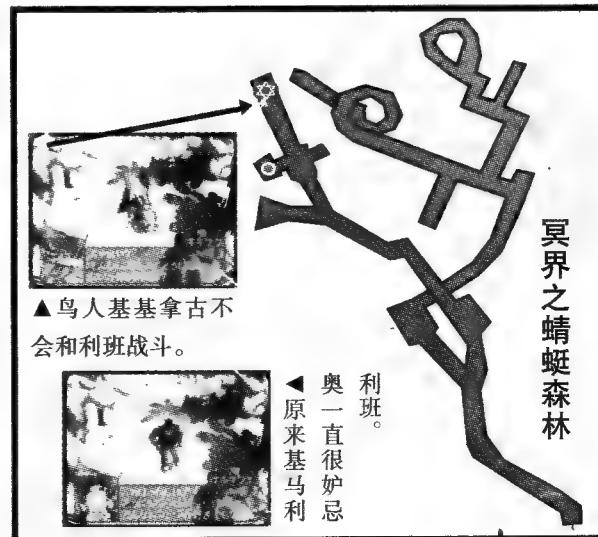 冥界之蜻蜓森林
▲鸟人基基拿古不
会和利班战斗。
◀原来基马利
奥一直很妒忌
利班。